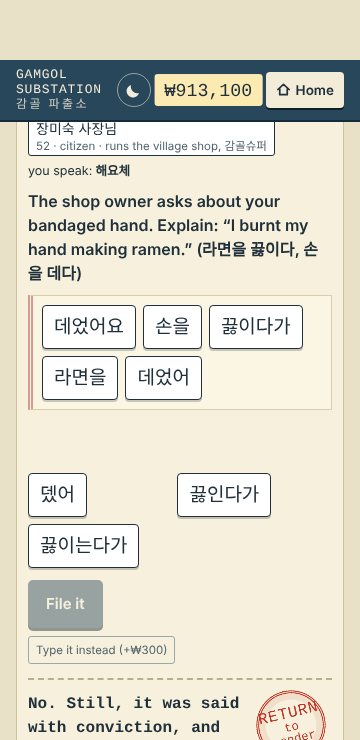 GAMGOL
SUBSTATION
감골 파출소
₩913,100
Home
장미숙 사장님
52 · citizen · runs the village shop, 감골슈퍼
you speak: 해요체
The shop owner asks about your
bandaged hand. Explain: “I burnt my
hand making ramen.” (라면을 끓이다, 손
을 데다)
데었어요 손을 끓이다가
라면을 데었어
뎄어 끓인다가
끓이는다가
File it
Type it instead (+₩300)
No. Still, it was said
with conviction, and
RETURN
to